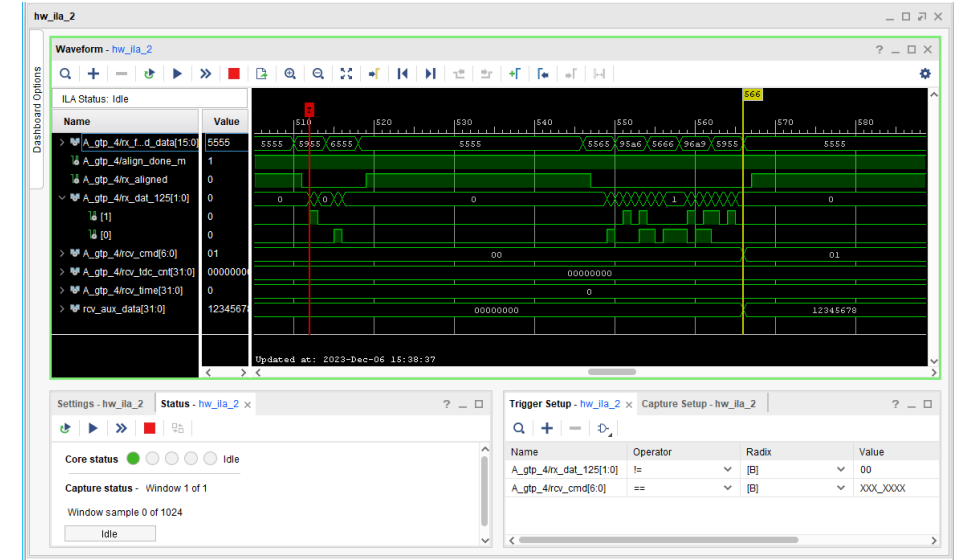 hw_ila_2
Dashboard Options
Waveform - hw_ila_2
ILA Status: Idle
566
T
Name Value
510 520 530 540 550 560 570 580
A_gtp_4/rx_f...d_data[15:0] 5555 5555 5955 6555 5555 5565 95a6 5666 96a9 5955 5555
A_gtp_4/align_done_m 1
A_gtp_4/rx_aligned 0
A_gtp_4/rx_dat_125[1:0] 0 0 0 0 1 0
[1] 0
[0] 0
A_gtp_4/rcv_cmd[6:0] 01 00 01
A_gtp_4/rcv_tdc_cnt[31:0] 0000000 00000000
A_gtp_4/rcv_time[31:0] 0 0
rcv_aux_data[31:0] 12345678 00000000 12345678
Updated at: 2023-Dec-06 15:38:37
Settings - hw_ila_2 Status - hw_ila_2
Core status Idle
Capture status - Window 1 of 1
Window sample 0 of 1024
Idle
Trigger Setup - hw_ila_2 Capture Setup - hw_ila_2
Name Operator Radix Value
A_gtp_4/rx_dat_125[1:0] != [B] 00
A_gtp_4/rcv_cmd[6:0] == [B] XXX_XXXX